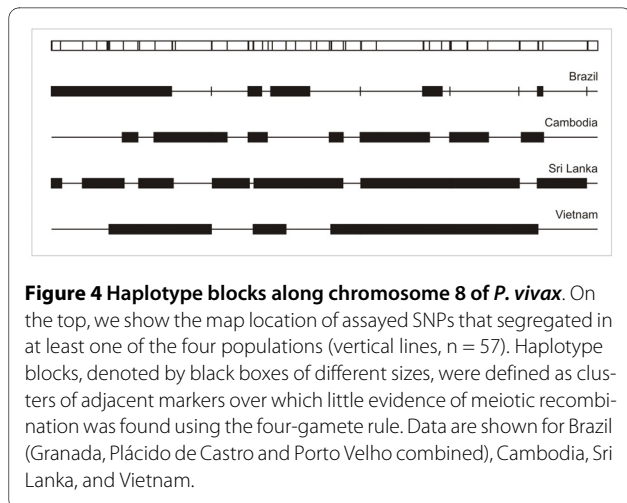 Brazil
Cambodia
Sri Lanka
Vietnam
Figure 4 Haplotype blocks along chromosome 8 of P. vivax. On
the top, we show the map location of assayed SNPs that segregated in
at least one of the four populations (vertical lines, n = 57). Haplotype
blocks, denoted by black boxes of different sizes, were defined as clus-
ters of adjacent markers over which little evidence of meiotic recombi-
nation was found using the four-gamete rule. Data are shown for Brazil
(Granada, Plácido de Castro and Porto Velho combined), Cambodia, Sri
Lanka, and Vietnam.